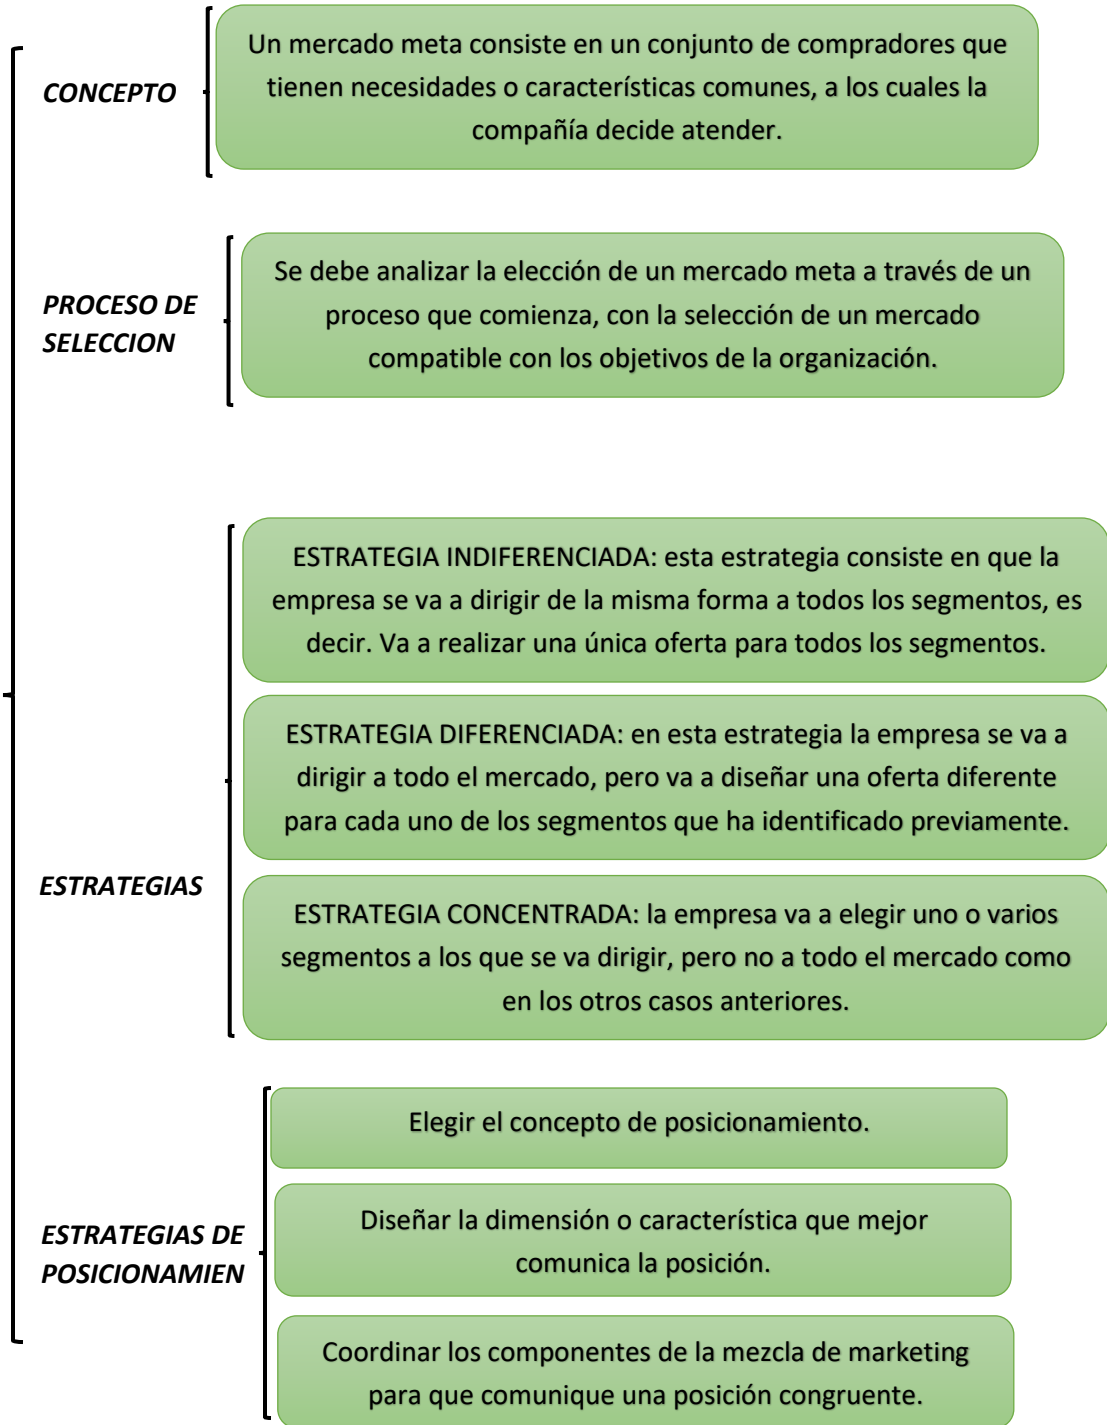 CONCEPTO
Un mercado meta consiste en un conjunto de compradores que
tienen necesidades o características comunes, a los cuales la
compañía decide atender.
PROCESO DE
SELECCION
Se debe analizar la elección de un mercado meta a través de un
proceso que comienza, con la selección de un mercado
compatible con los objetivos de la organización.
ESTRATEGIAS
ESTRATEGIA INDIFERENCIADA: esta estrategia consiste en que la
empresa se va a dirigir de la misma forma a todos los segmentos, es
decir. Va a realizar una única oferta para todos los segmentos.
ESTRATEGIA DIFERENCIADA: en esta estrategia la empresa se va a
dirigir a todo el mercado, pero va a diseñar una oferta diferente
para cada uno de los segmentos que ha identificado previamente.
ESTRATEGIA CONCENTRADA: la empresa va a elegir uno o varios
segmentos a los que se va dirigir, pero no a todo el mercado como
en los otros casos anteriores.
ESTRATEGIAS DE
POSICIONAMIEN
Elegir el concepto de posicionamiento.
Diseñar la dimensión o característica que mejor
comunica la posición.
Coordinar los componentes de la mezcla de marketing
para que comunique una posición congruente.